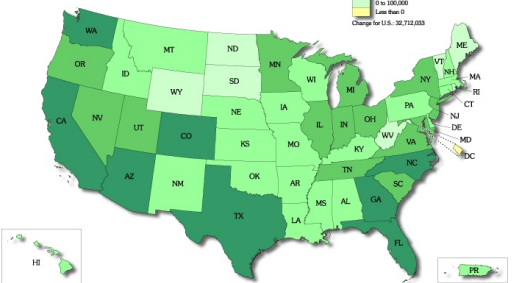 0 to 100,000
Less than 0
Change for U.S.: 32,712,033
WA
MT
ND
MN
ME
VT
NH
OR
ID
SD
WI
MI
NY
MA
RI
CT
WY
NE
IA
PA
NJ
NV
UT
CO
IL
IN
OH
DE
MD
DC
WV
VA
CA
KS
MO
KY
NC
TN
AZ
NM
OK
AR
SC
MS
AL
GA
TX
LA
FL
HI
PR